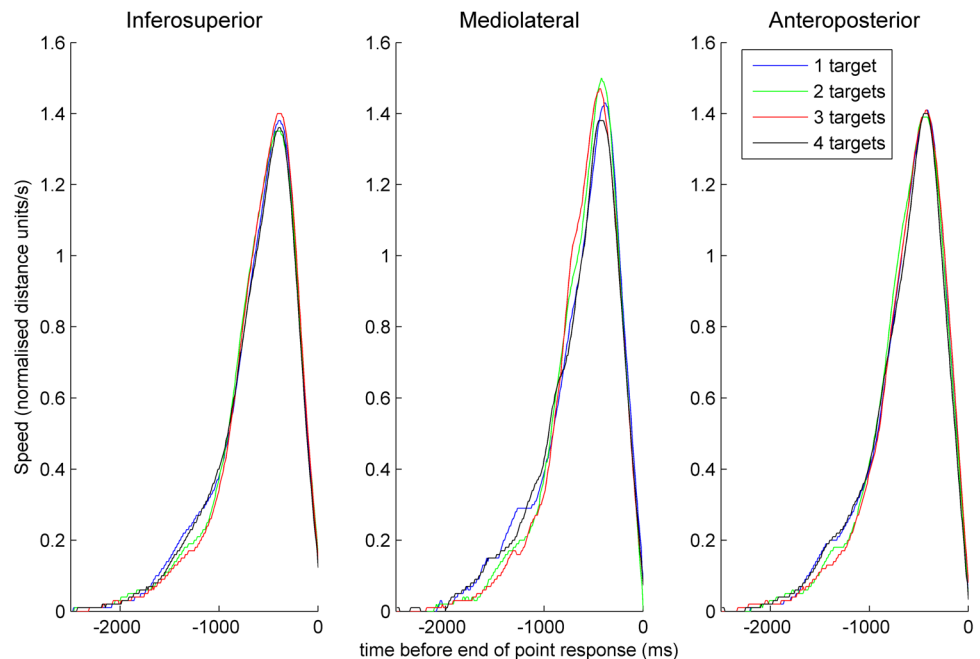 Inferosuperior
Mediolateral
Anteroposterior
Speed (normalised distance units/s)
1.6
1.4
1.2
1
0.8
0.6
0.4
0.2
0
-2000 -1000 0
1.6
1.4
1.2
1
0.8
0.6
0.4
0.2
0
-2000 -1000 0
1.6
1.4
1.2
1
0.8
0.6
0.4
0.2
0
-2000 -1000 0
1 target
2 targets
3 targets
4 targets
time before end of point response (ms)